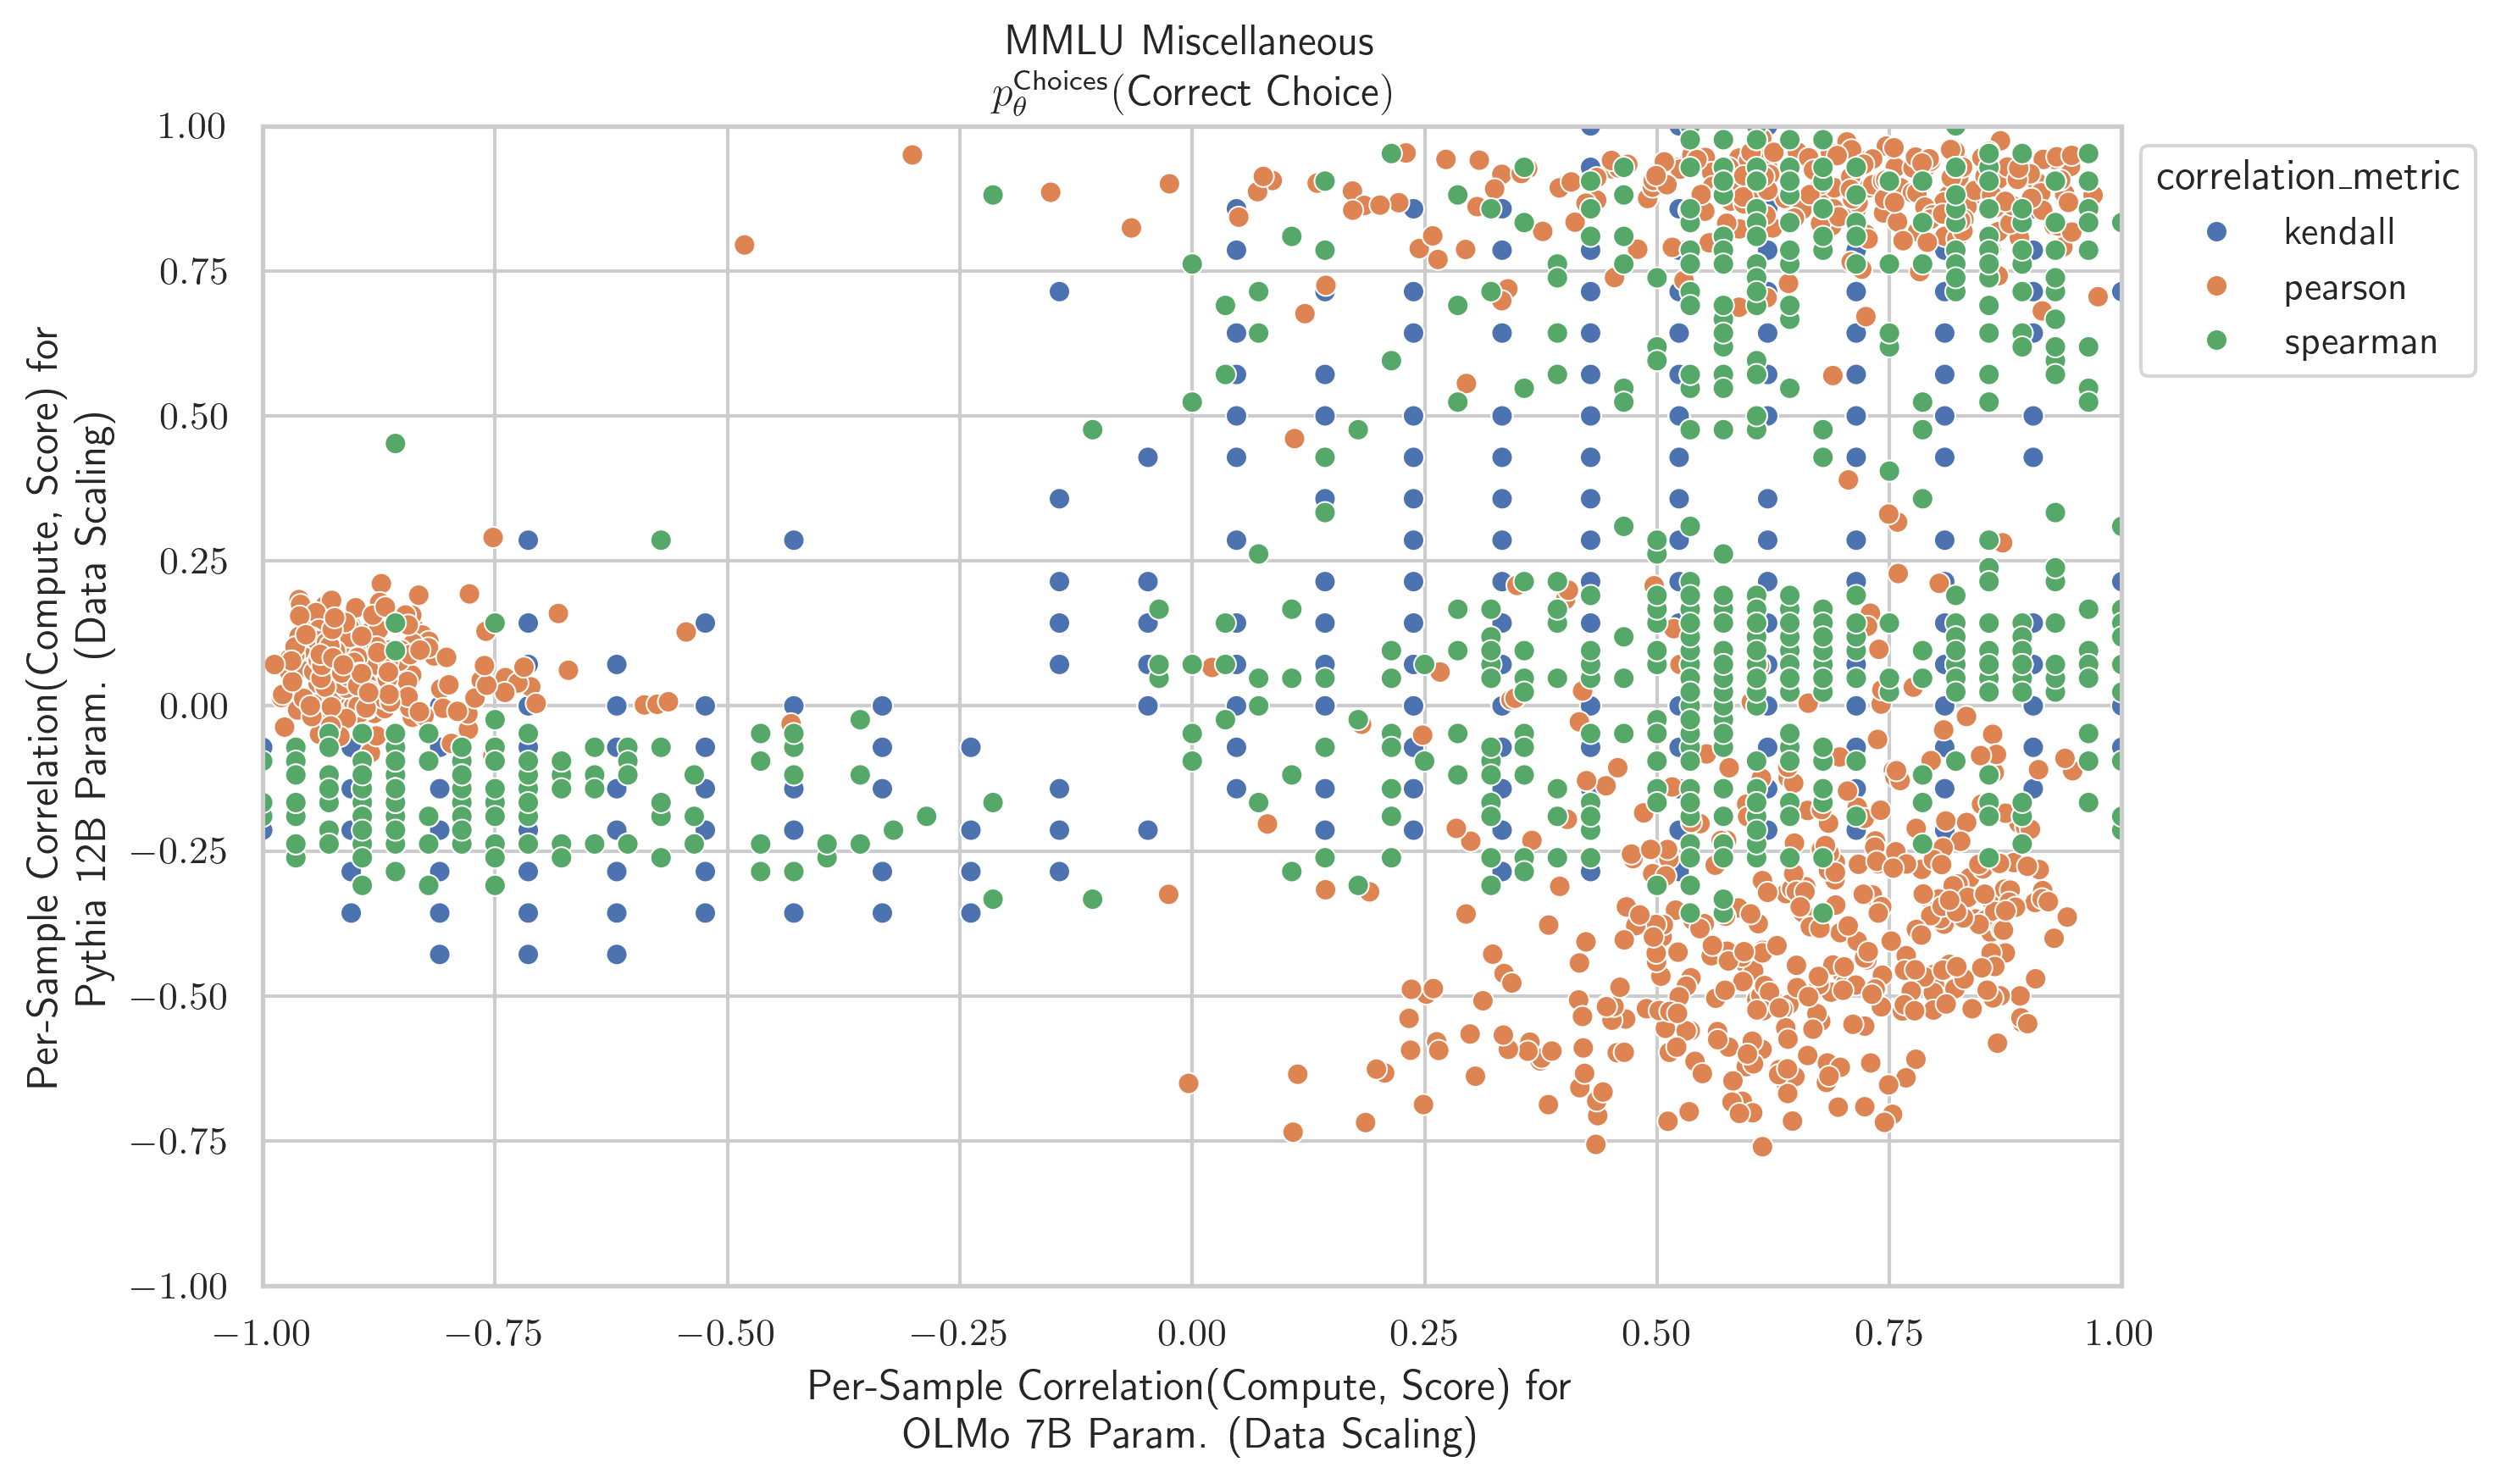 MMLU Miscellaneous
p_θ^Choices(Correct Choice)
1.00
0.75
0.50
0.25
0.00
−0.25
−0.50
−0.75
−1.00
Per-Sample Correlation(Compute, Score) for
Pythia 12B Param. (Data Scaling)
−1.00 −0.75 −0.50 −0.25 0.00 0.25 0.50 0.75 1.00
Per-Sample Correlation(Compute, Score) for
OLMo 7B Param. (Data Scaling)
correlation_metric
kendall
pearson
spearman